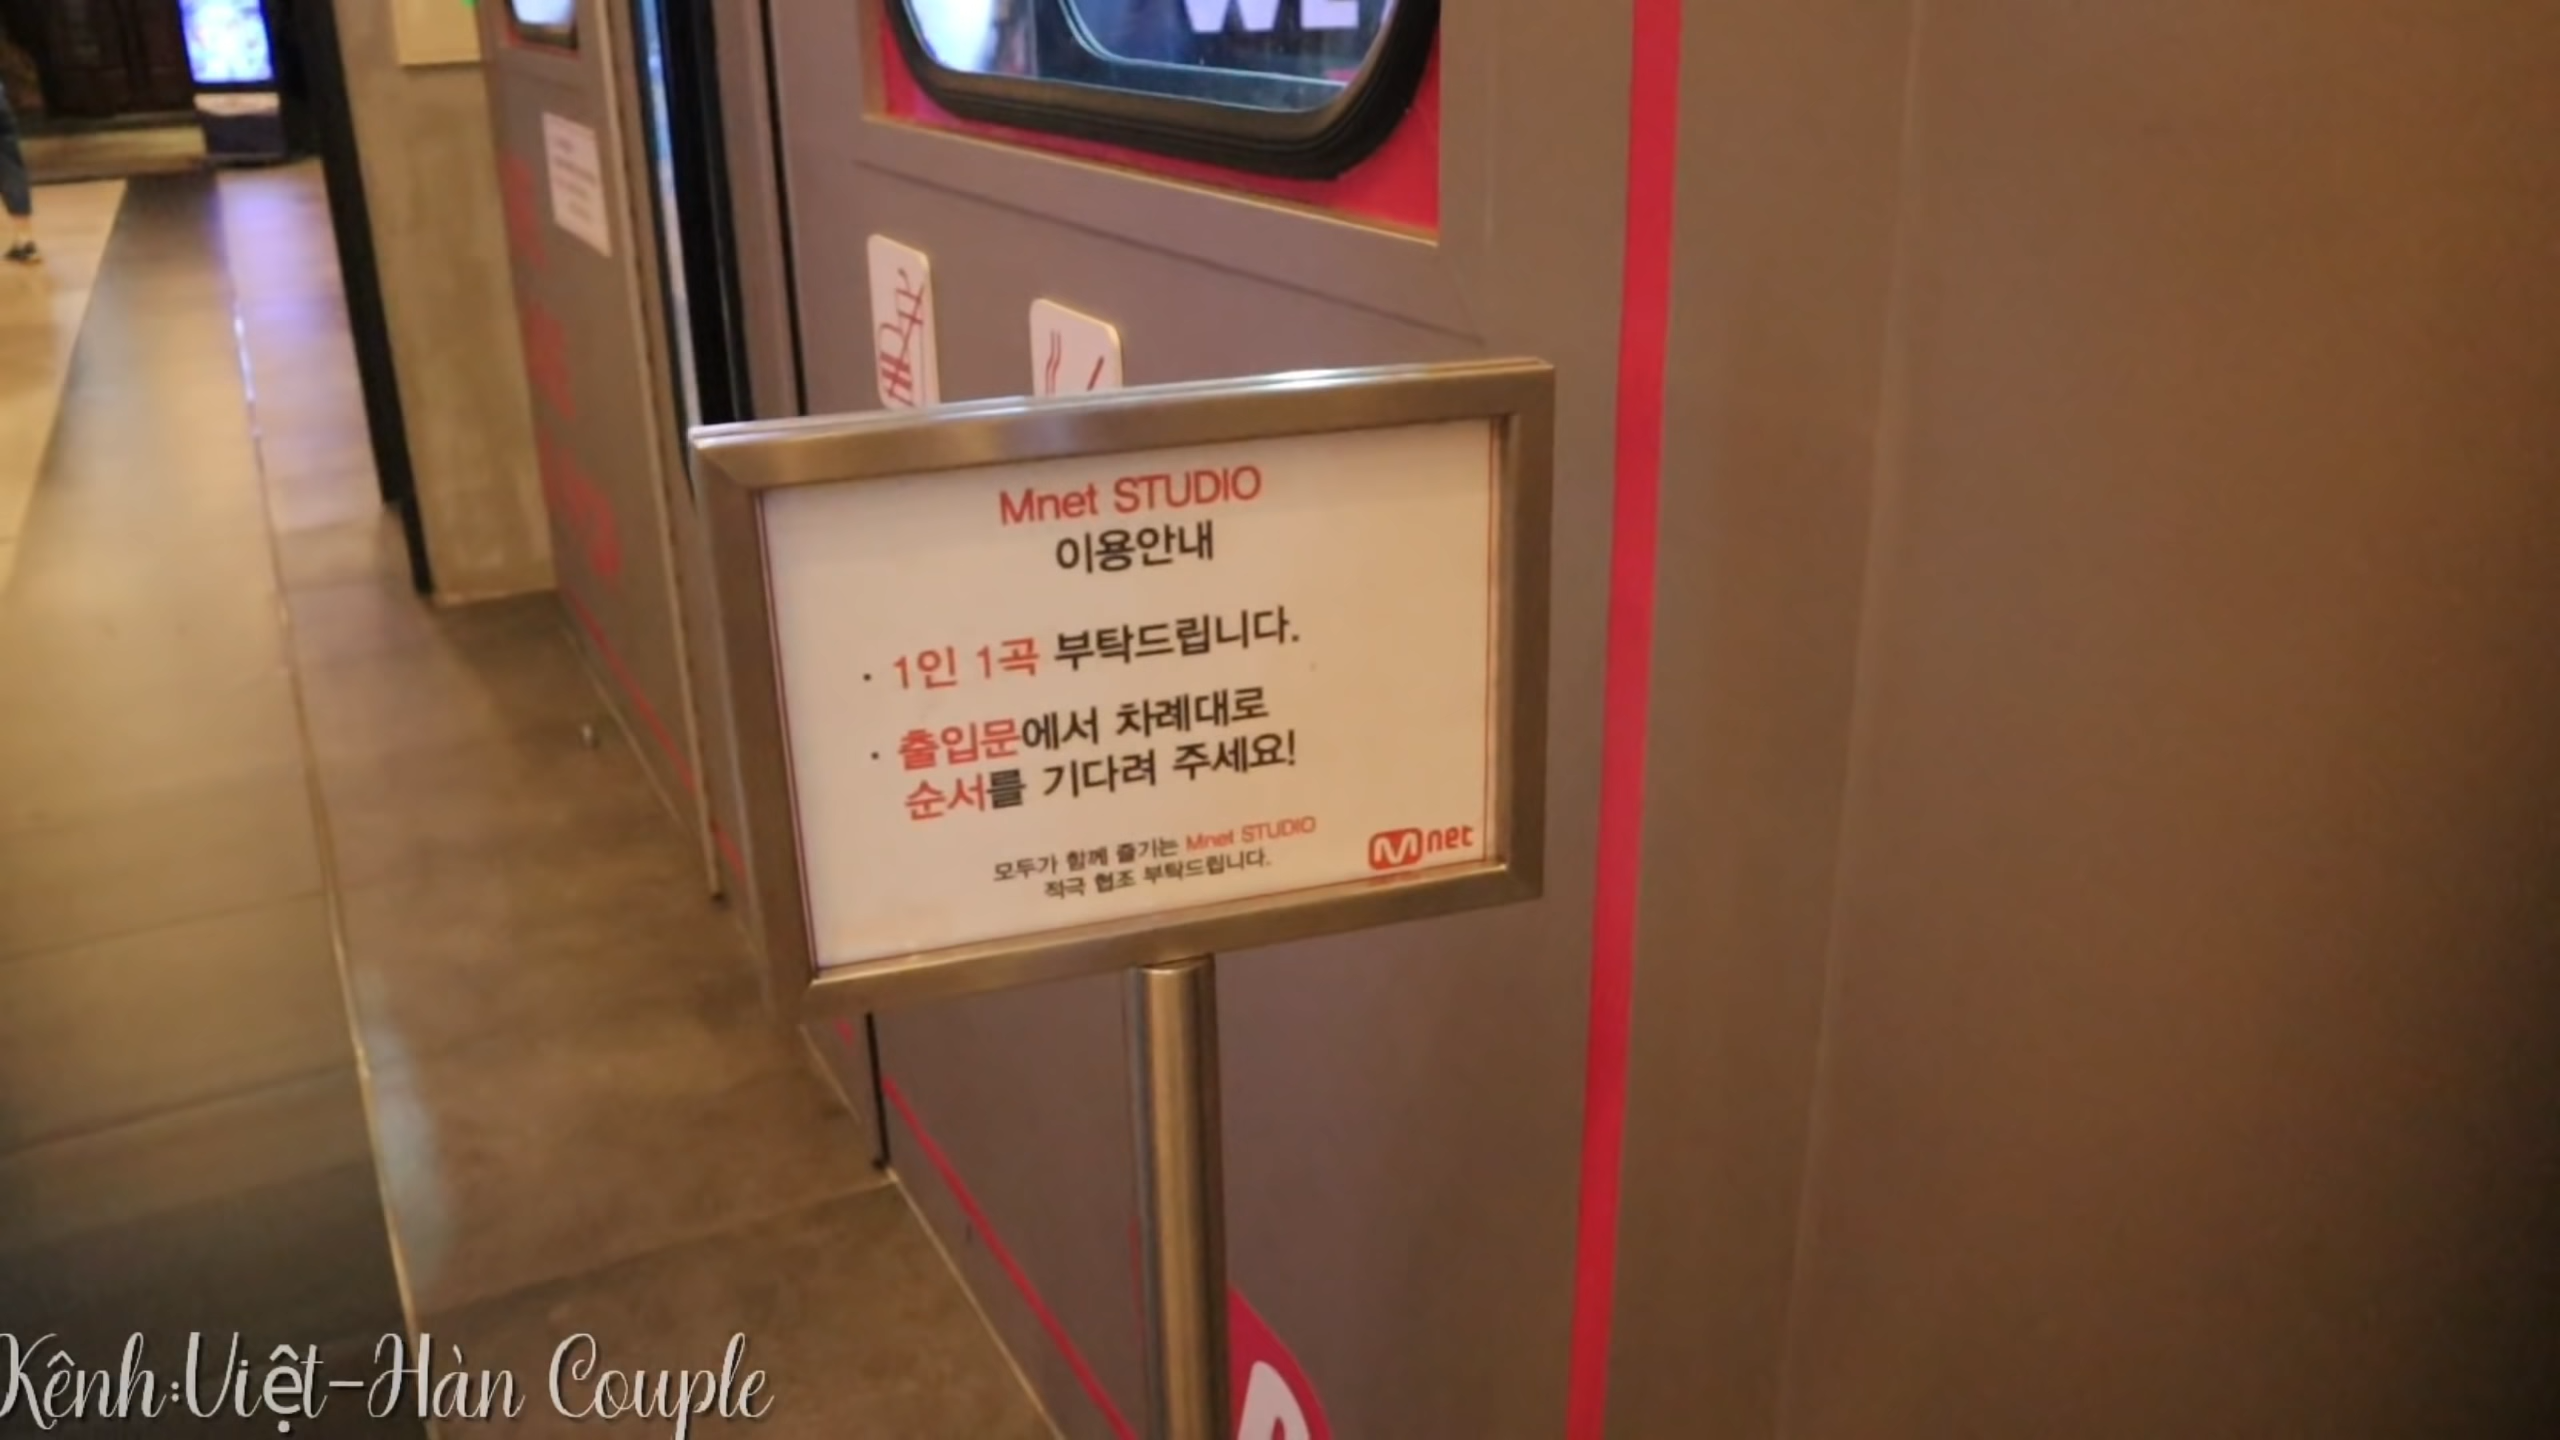 WE
Mnet STUDIO
이용안내
· 1인 1곡 부탁드립니다.
· 출입문에서 차례대로
순서를 기다려 주세요!
모두가 함께 즐기는 Mnet STUDIO
적극 협조 부탁드립니다.
Mnet
Kênh:Việt-Hàn Couple